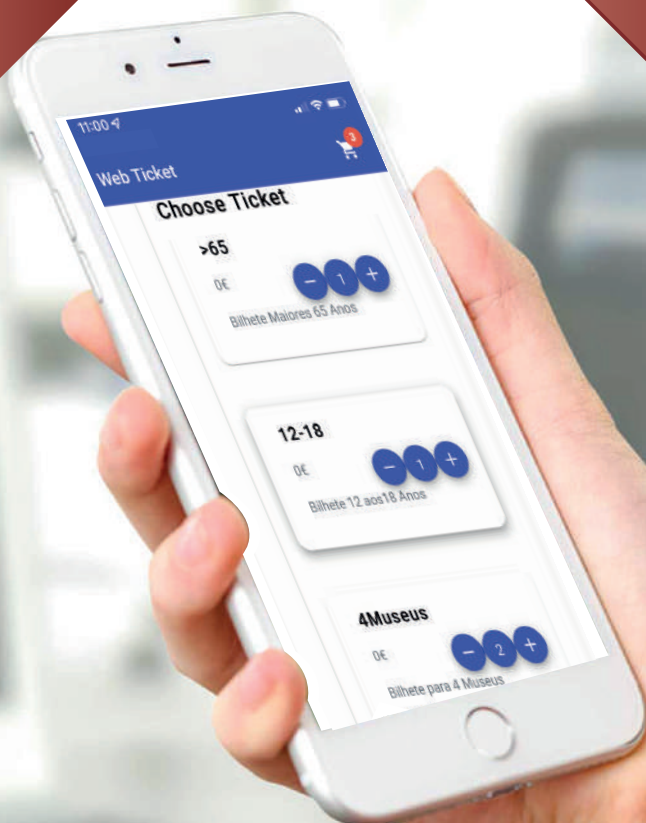 11:00
3
Web Ticket
Choose Ticket
>65
0€
− 1 +
Bilhete Maiores 65 Anos
12-18
0€
− 1 +
Bilhete 12 aos18 Anos
4Museus
0€
− 2 +
Bilhete para 4 Museus